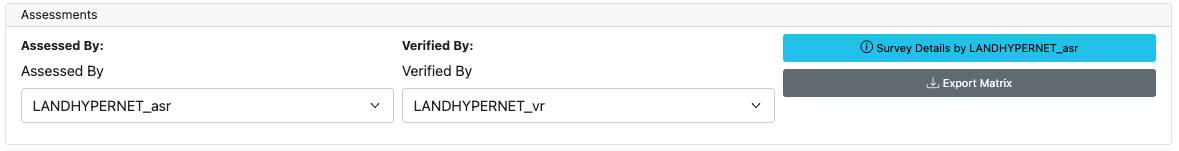 Assessments
Assessed By:
Assessed By
LANDHYPERNET_asr
Verified By:
Verified By
LANDHYPERNET_vr
Survey Details by LANDHYPERNET_asr
Export Matrix